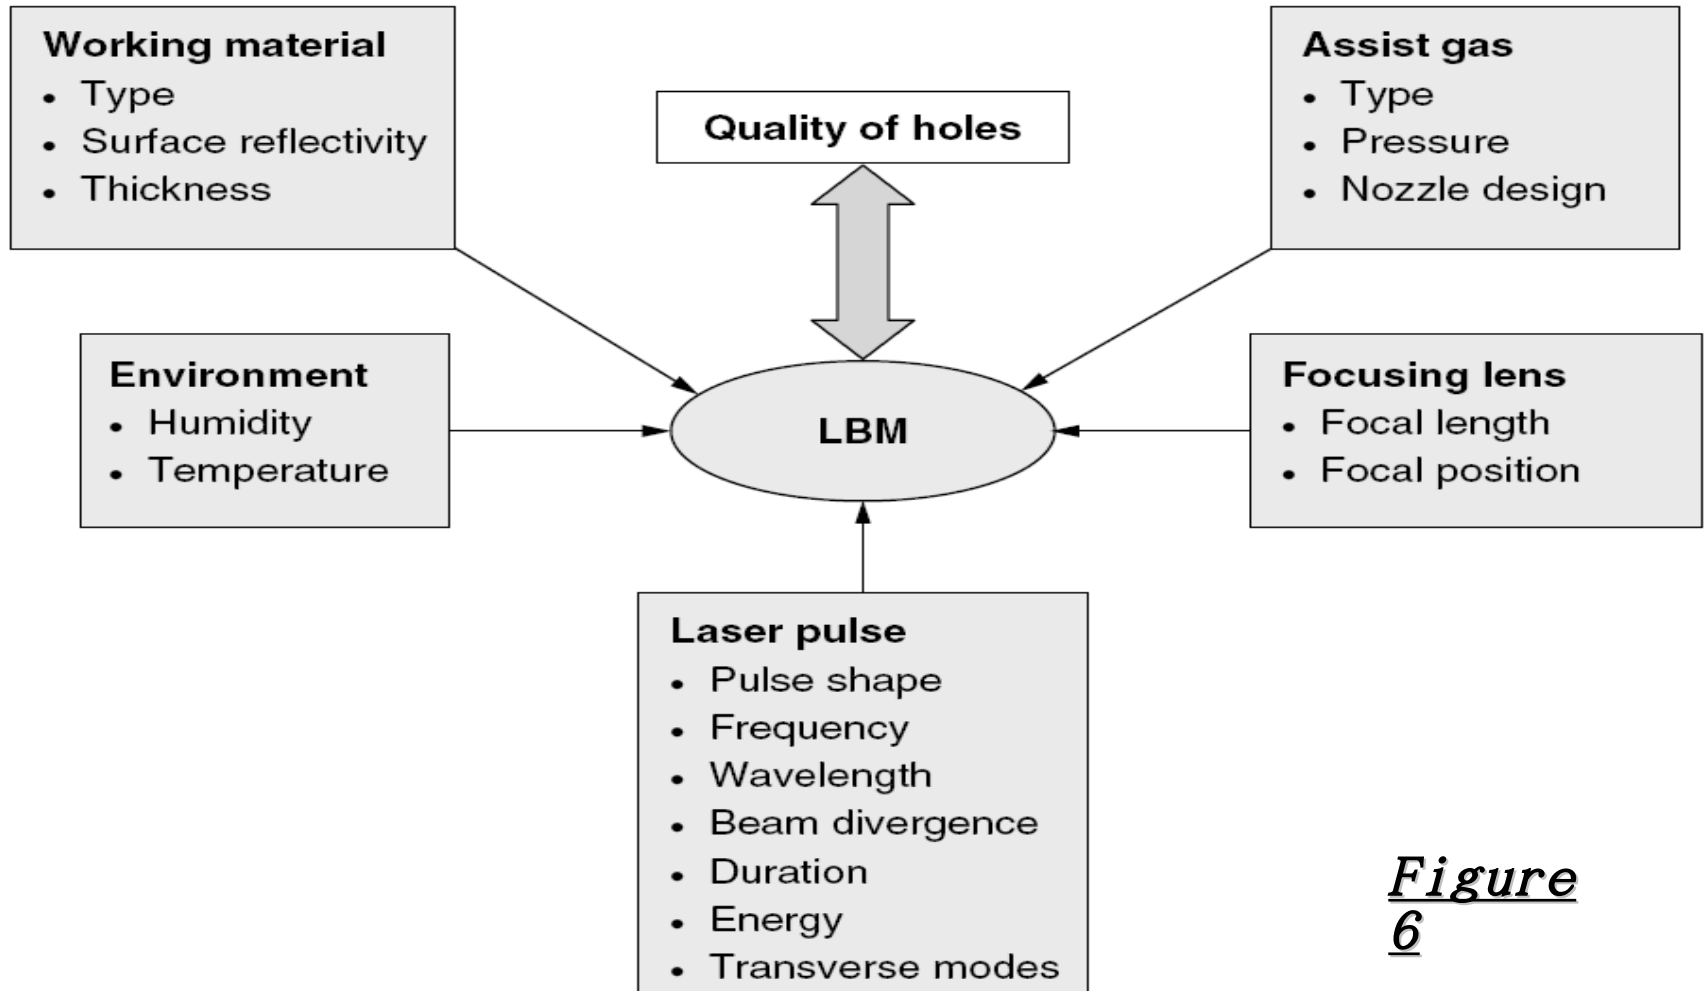 Working material
• Type
• Surface reflectivity
• Thickness
Quality of holes
Assist gas
• Type
• Pressure
• Nozzle design
Environment
• Humidity
• Temperature
LBM
Focusing lens
• Focal length
• Focal position
Laser pulse
• Pulse shape
• Frequency
• Wavelength
• Beam divergence
• Duration
• Energy
• Transverse modes
Figure
6